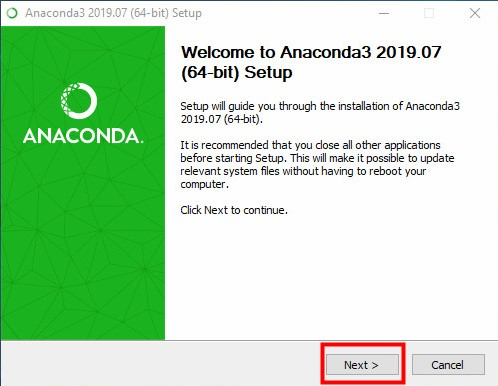 Anaconda3 2019.07 (64-bit) Setup
Welcome to Anaconda3 2019.07
(64-bit) Setup
Setup will guide you through the installation of Anaconda3
2019.07 (64-bit).
It is recommended that you close all other applications
before starting Setup. This will make it possible to update
relevant system files without having to reboot your
computer.
Click Next to continue.
ANACONDA.
Next >
Cancel